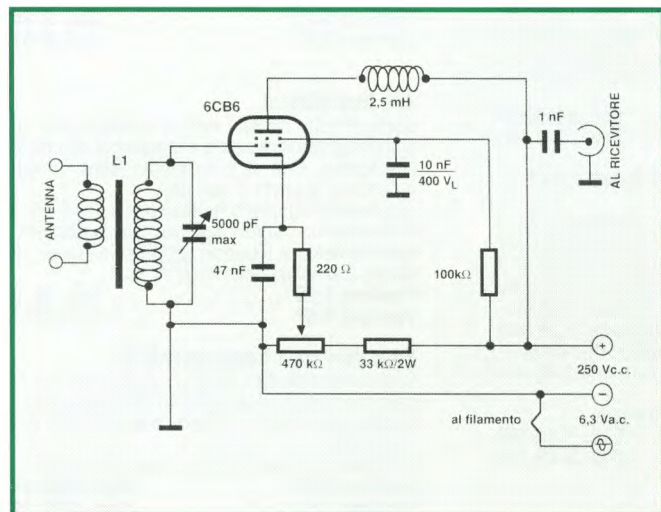 6CB6
2,5 mH
1 nF
AL RICEVITORE
L1
ANTENNA
10 nF
400 VL
5000 pF
max
47 nF
220 Ω
100kΩ
470 kΩ
33 kΩ/2W
+
250 Vc.c.
−
al filamento
6,3 Va.c.